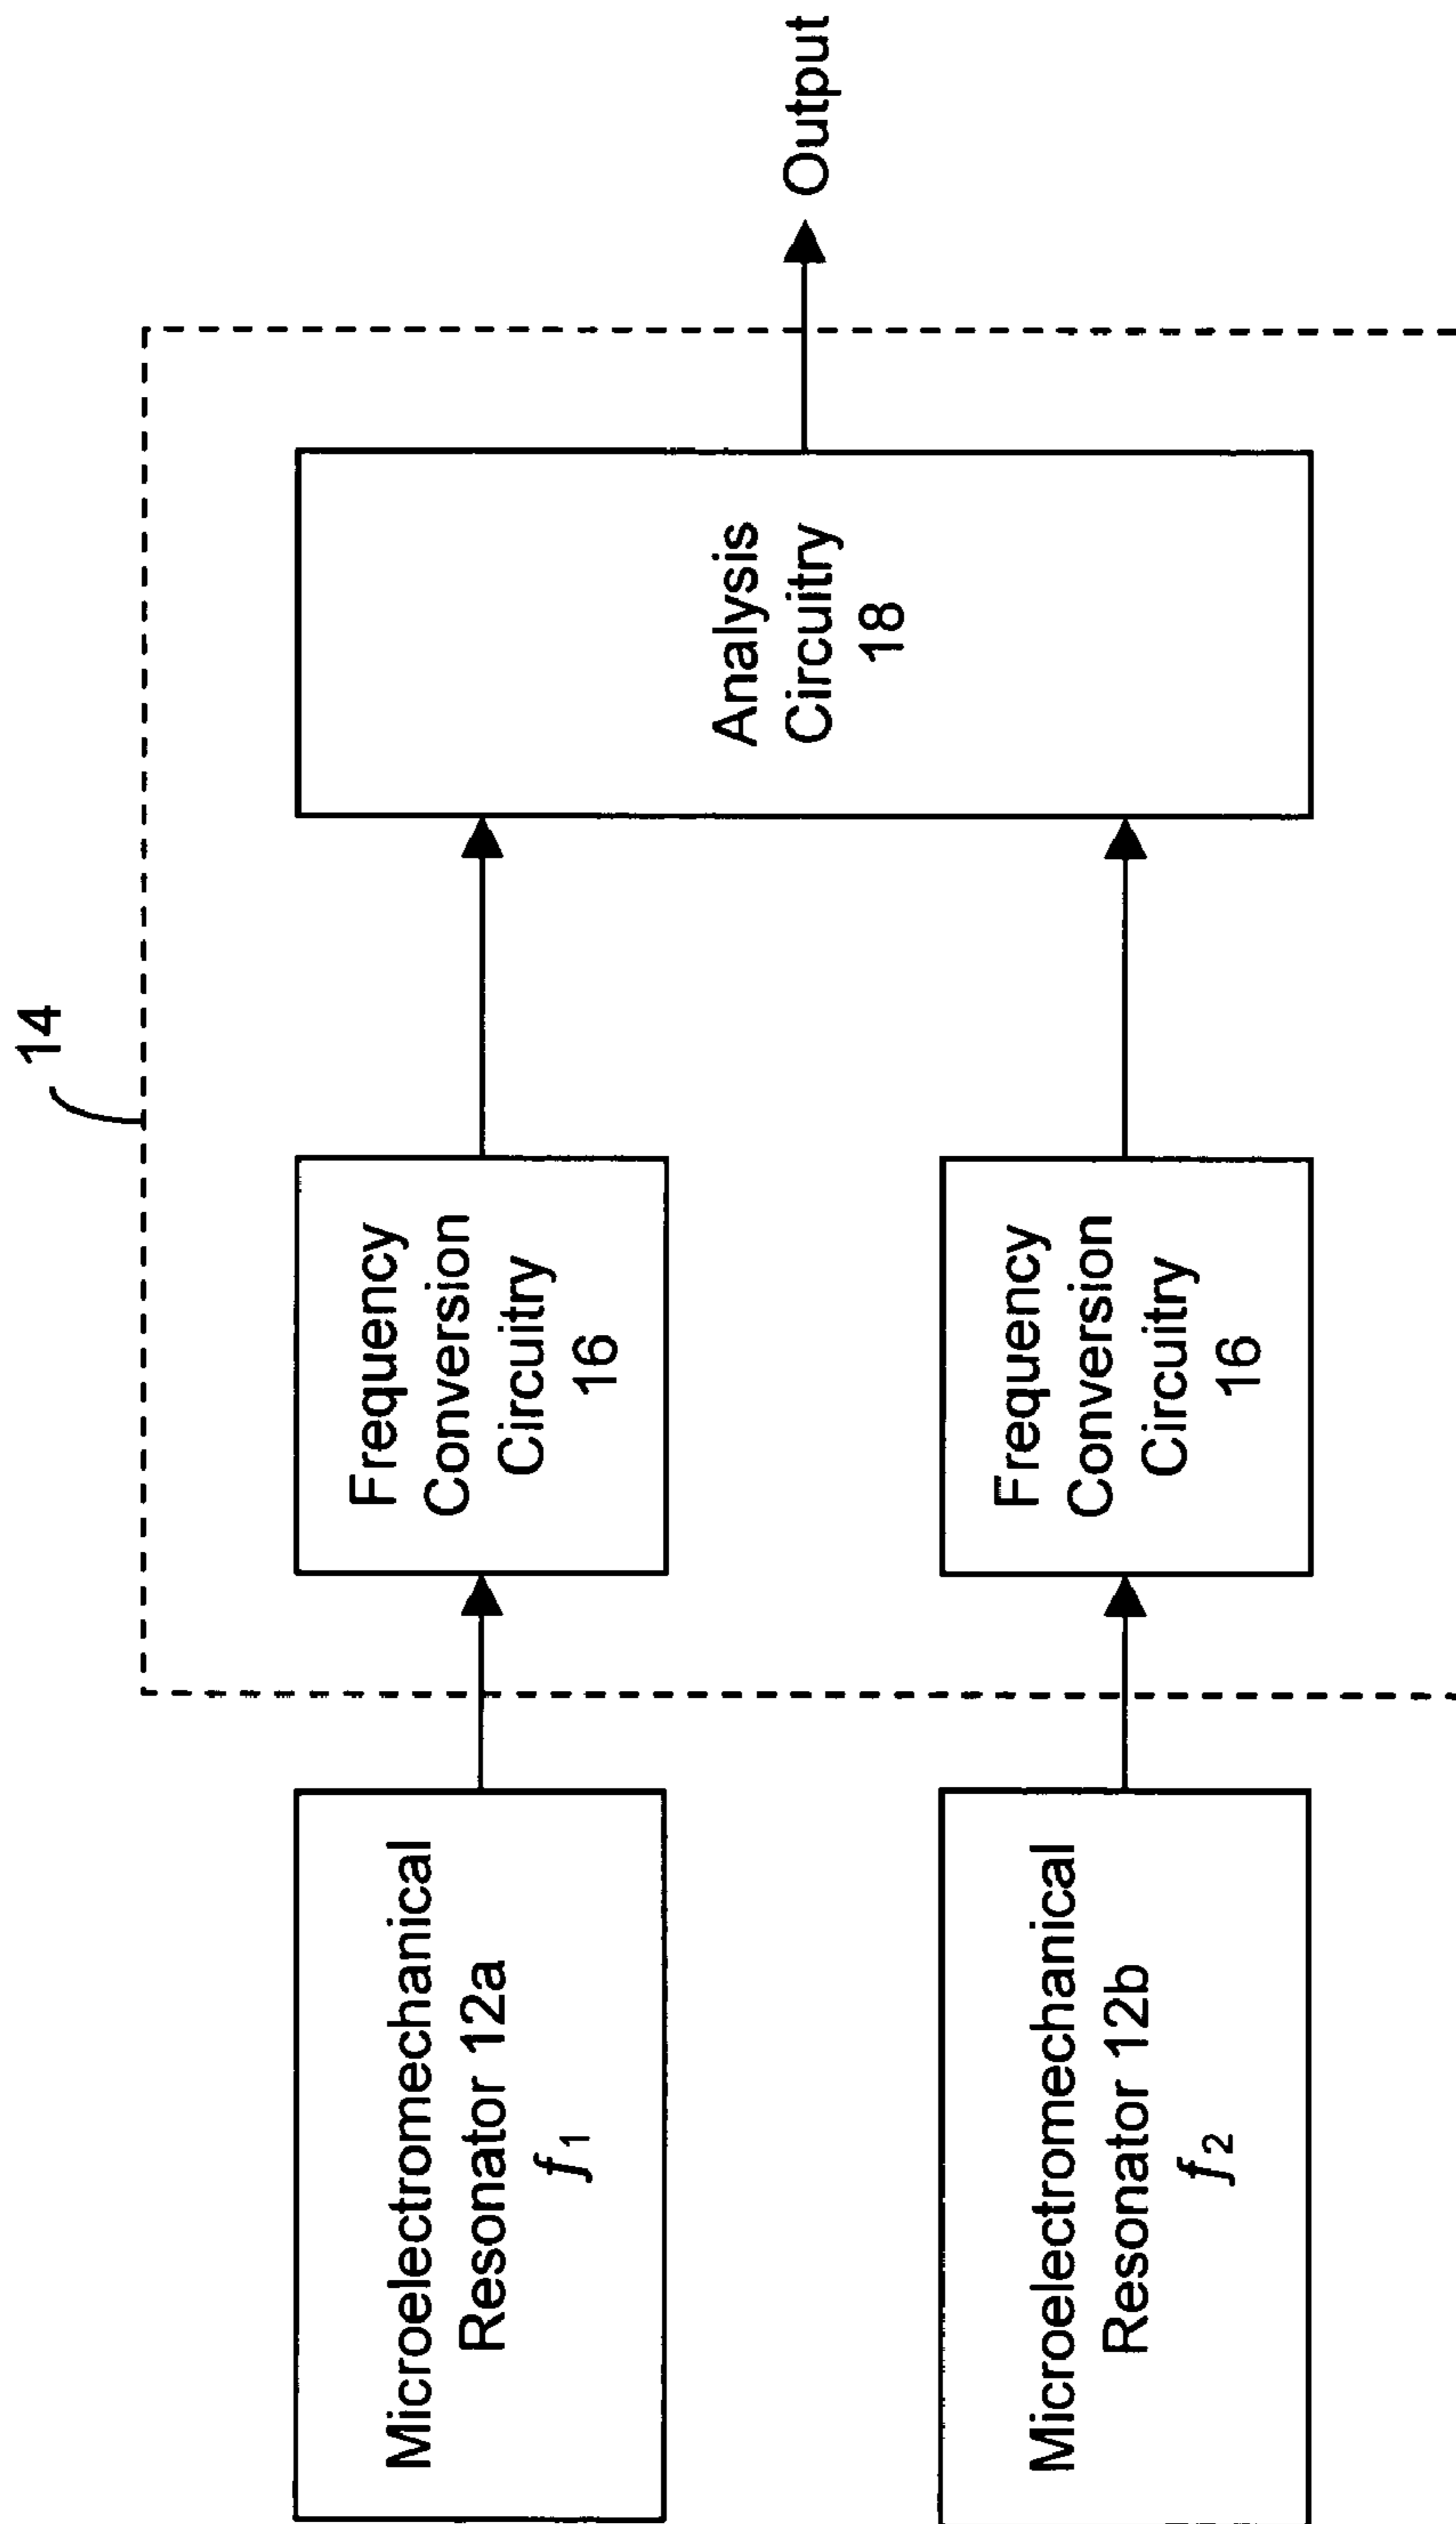 14
Microelectromechanical
Resonator 12a
f1
Frequency
Conversion
Circuitry
16
Analysis
Circuitry
18
Output
Microelectromechanical
Resonator 12b
f2
Frequency
Conversion
Circuitry
16